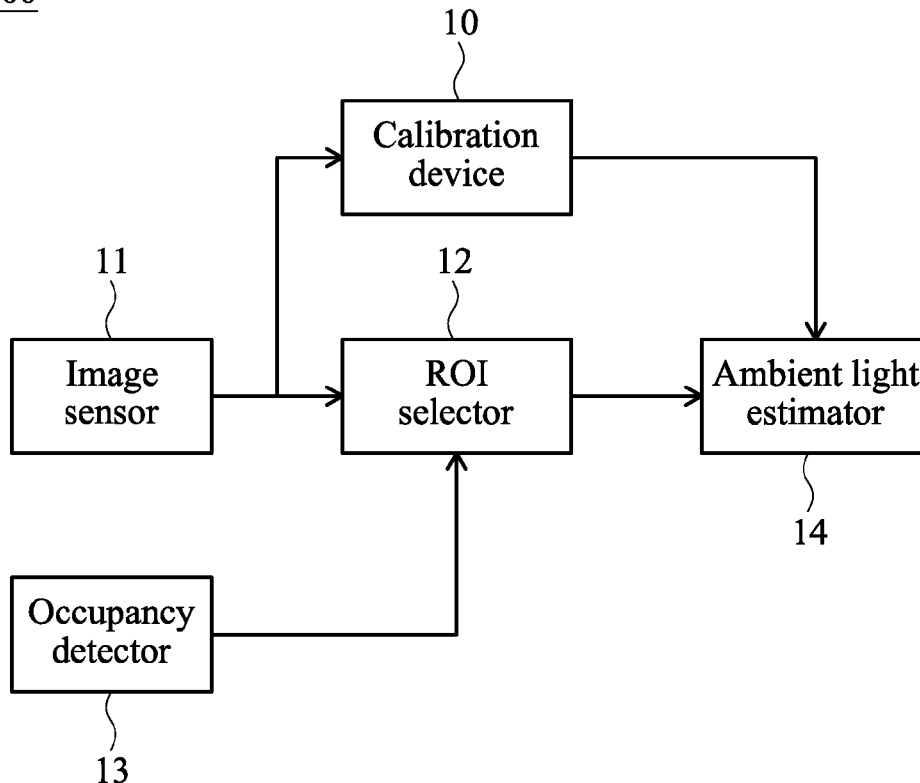 10
Calibration
device
11
12
Image
sensor
ROI
selector
Ambient light
estimator
14
Occupancy
detector
13